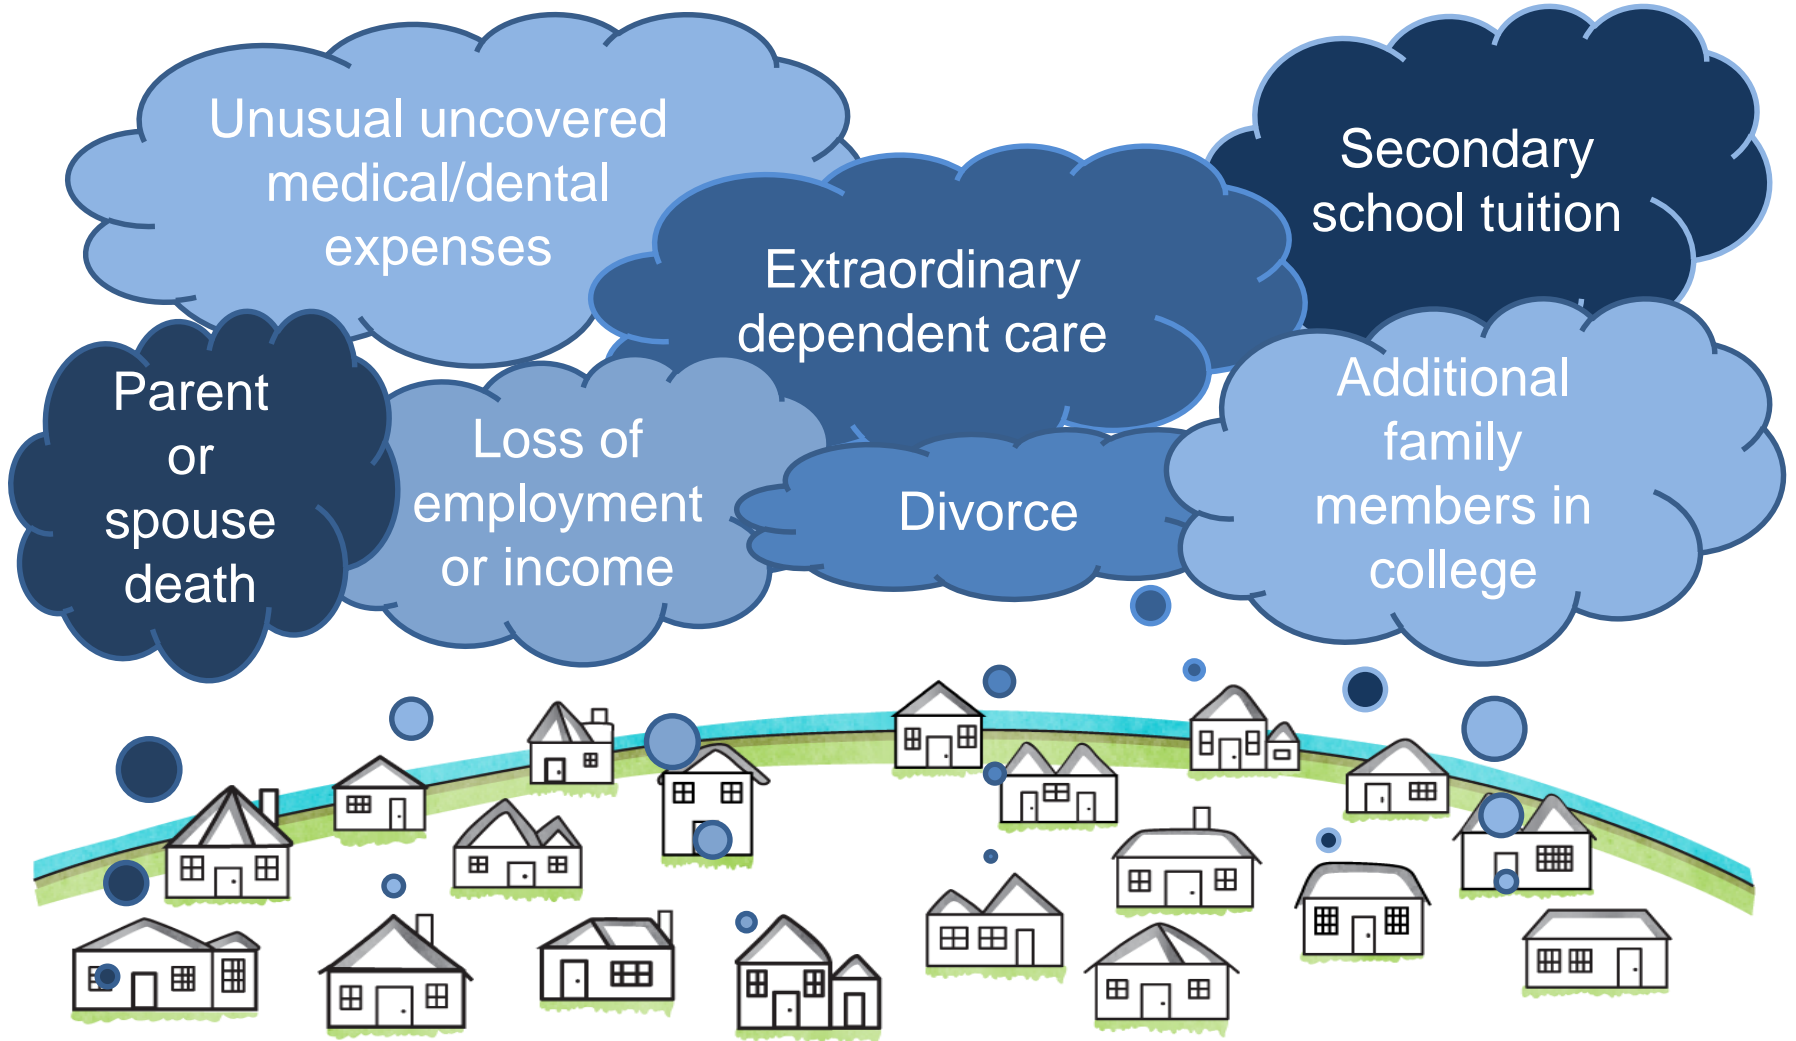 Unusual uncovered
medical/dental
expenses
Secondary
school tuition
Extraordinary
dependent care
Parent
or
spouse
death
Loss of
employment
or income
Divorce
Additional
family
members in
college